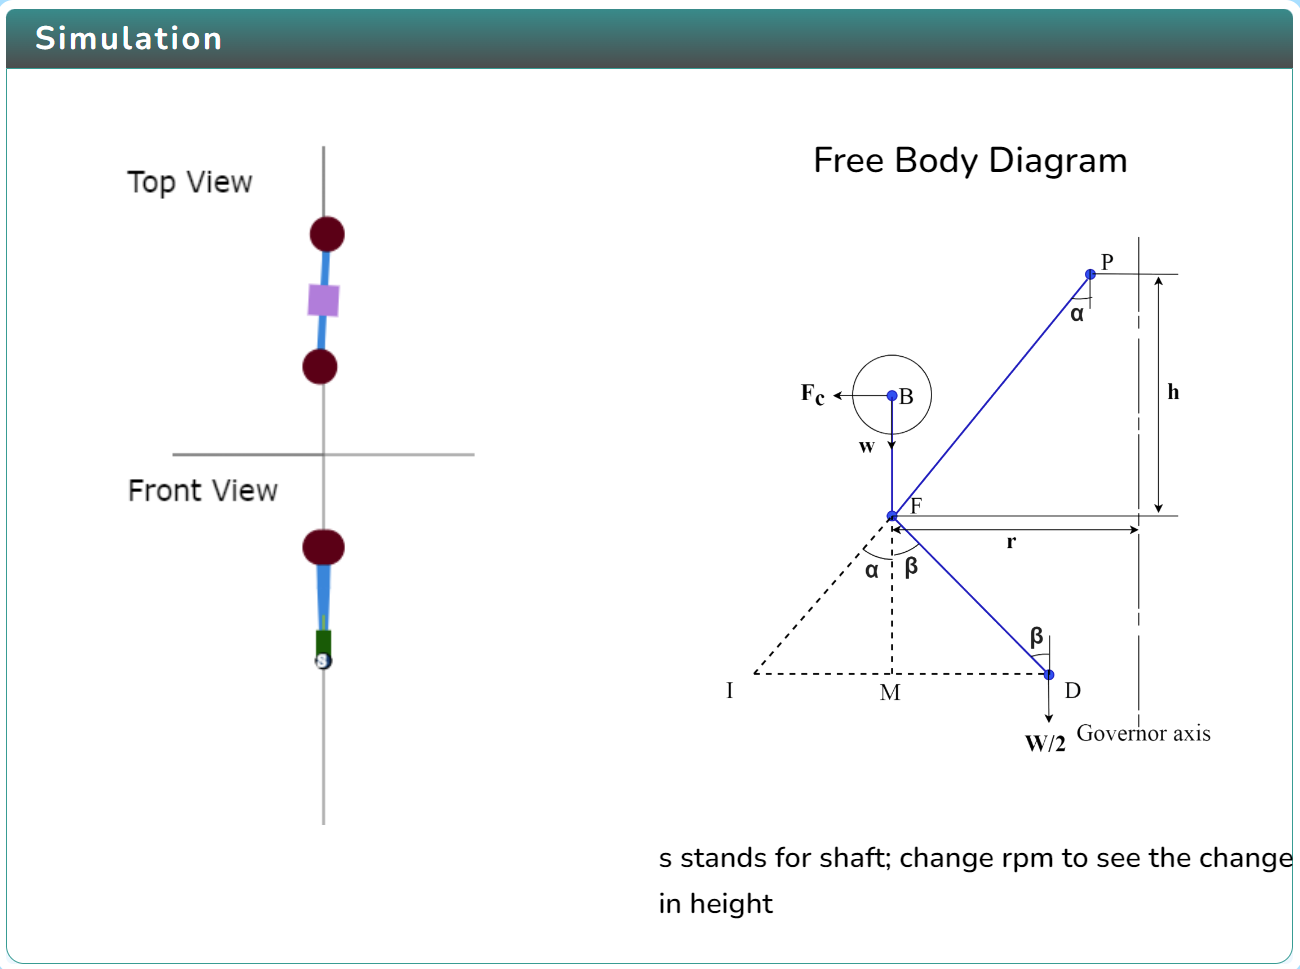 Simulation
Top View
Front View
S
Free Body Diagram
P
α
F_c
B
h
w
F
r
α
β
β
I
M
D
W/2
Governor axis
s stands for shaft; change rpm to see the change
in height